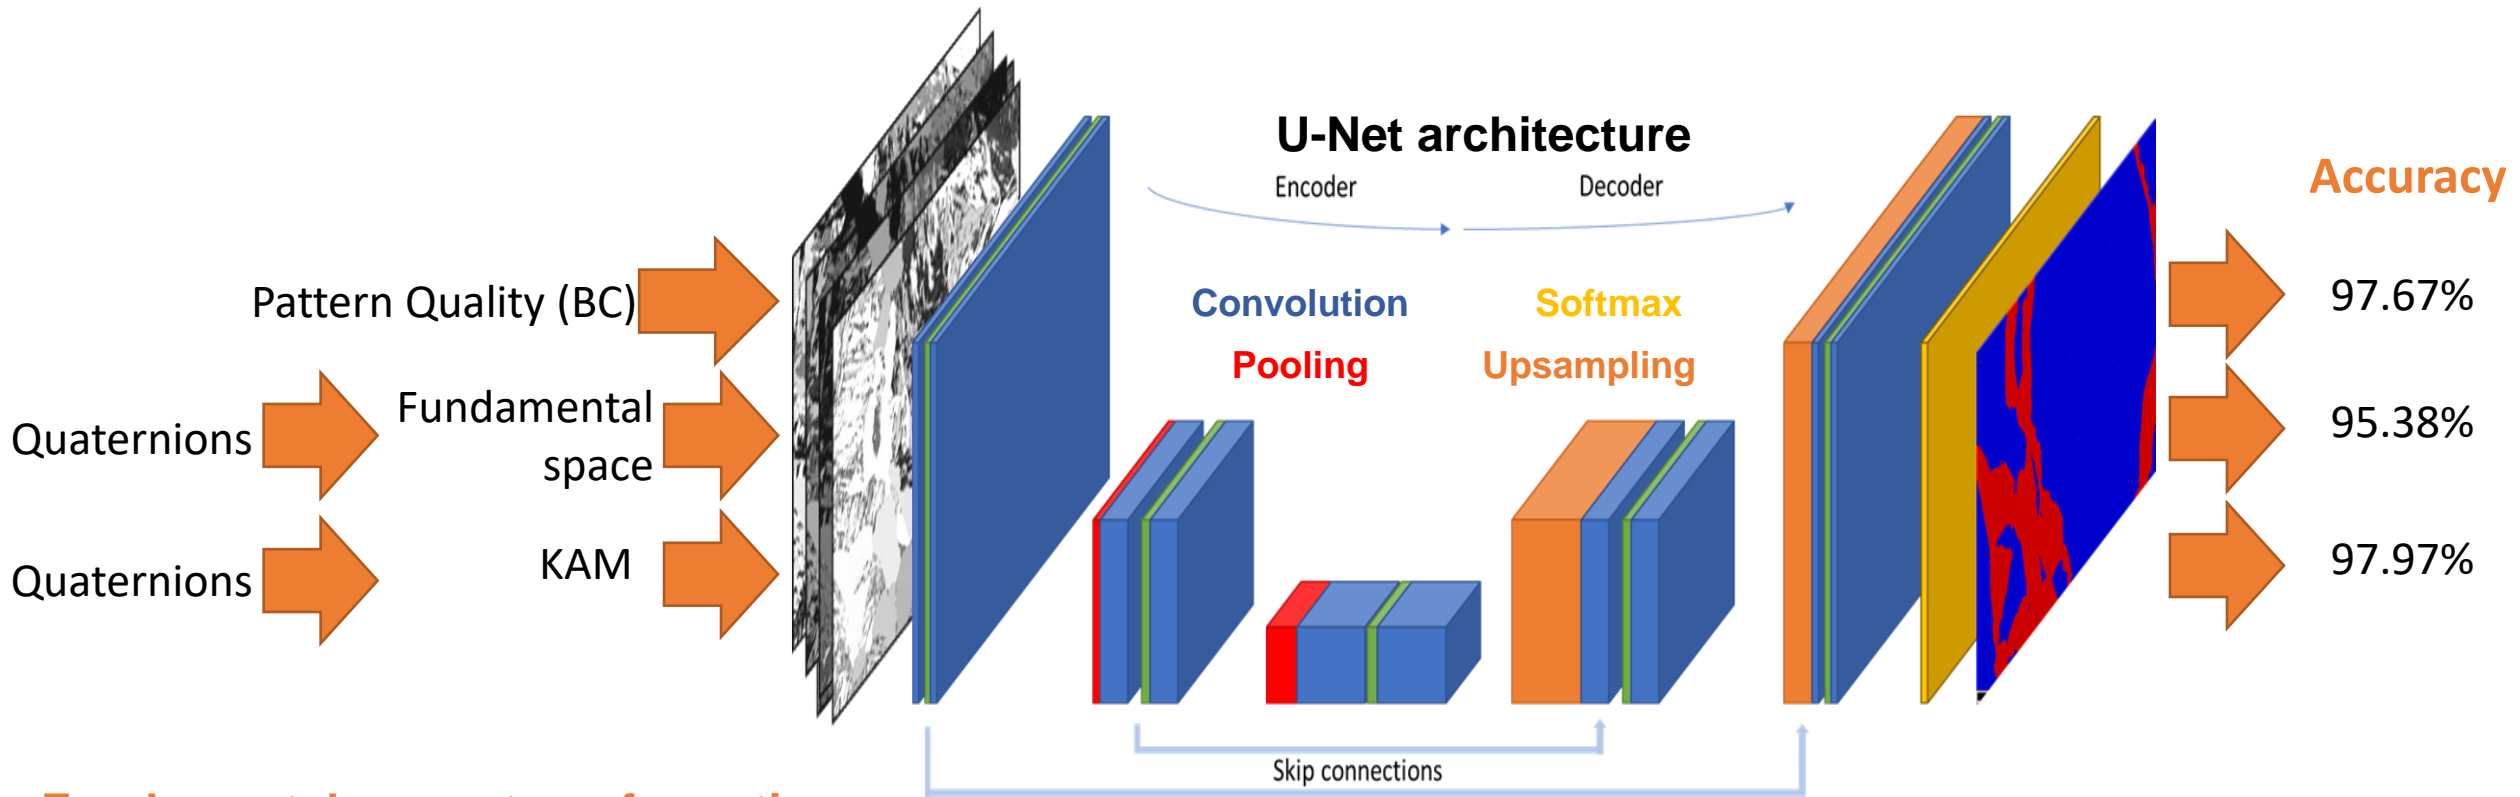 U-Net architecture
Encoder
Decoder
Accuracy
Pattern Quality (BC)
Convolution
Softmax
97.67%
Pooling
Upsampling
Quaternions
Fundamental
space
95.38%
Quaternions
KAM
97.97%
Skip connections